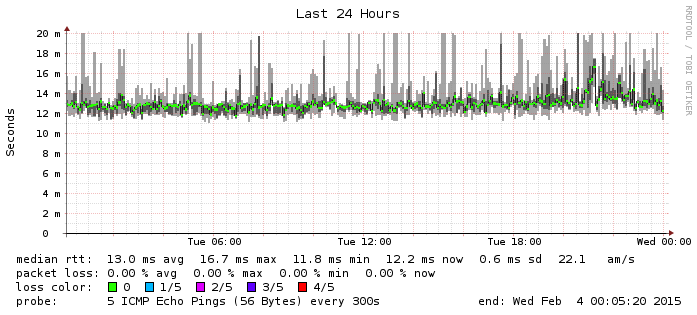 Last 24 Hours
RRDTOOL / TOBI OETIKER
Seconds
20 m
18 m
16 m
14 m
12 m
10 m
8 m
6 m
4 m
2 m
0
Tue 06:00 Tue 12:00 Tue 18:00 Wed 00:00
median rtt: 13.0 ms avg 16.7 ms max 11.8 ms min 12.2 ms now 0.6 ms sd 22.1 am/s
packet loss: 0.00 % avg 0.00 % max 0.00 % min 0.00 % now
loss color: 0 1/5 2/5 3/5 4/5
probe: 5 ICMP Echo Pings (56 Bytes) every 300s end: Wed Feb 4 00:05:20 2015